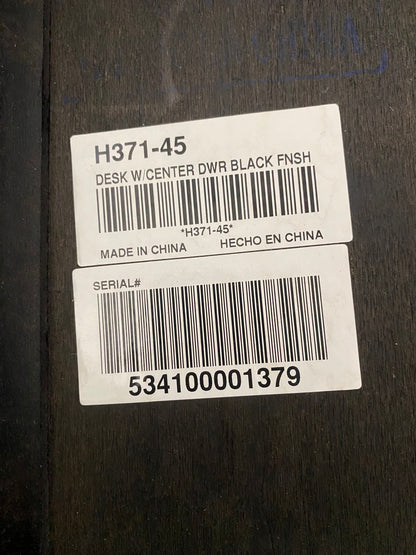 H371-45
DESK W/CENTER DWR BLACK FNSH
*H371-45*
MADE IN CHINA HECHO EN CHINA
SERIAL#
534100001379